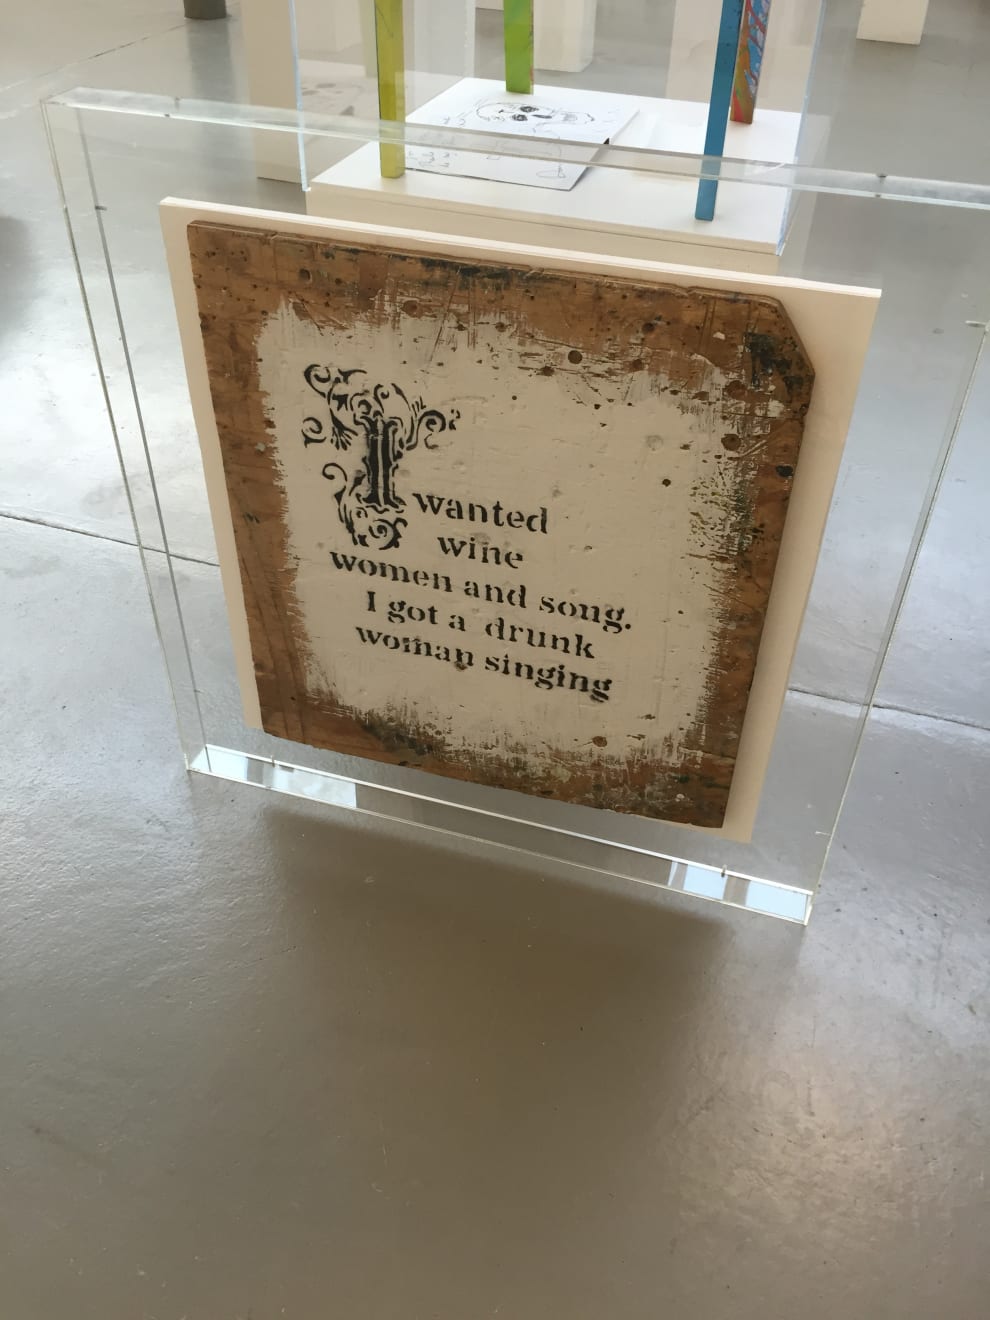 I wanted
wine
women and song.
I got a drunk
woman singing